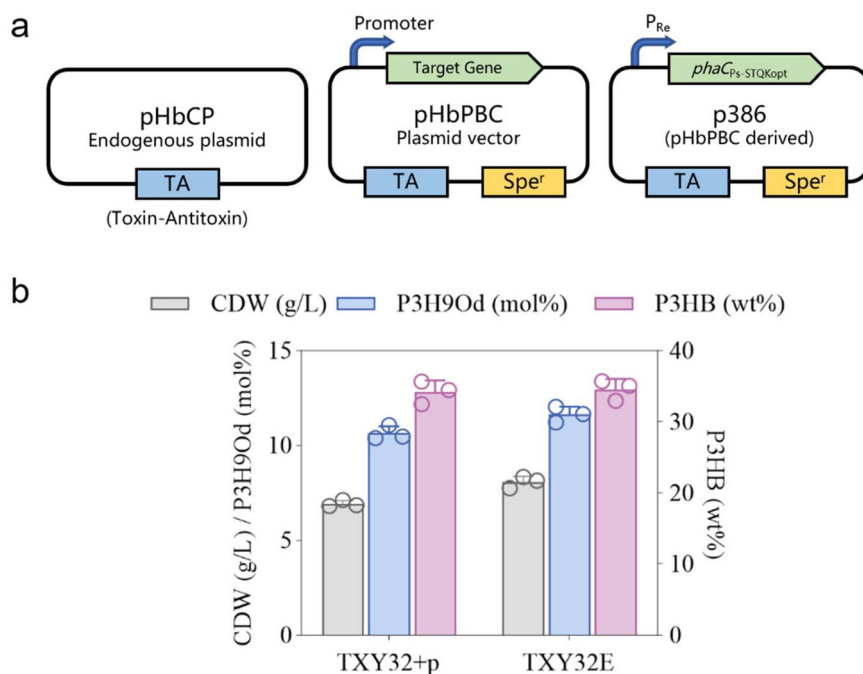 a
Promoter
Target Gene
pHbCP
Endogenous plasmid
TA
(Toxin-Antitoxin)
pHbPBC
Plasmid vector
TA
Speʳ
P_Re
phaC_Ps-STQKopt
p386
(pHbPBC derived)
TA
Speʳ
b
CDW (g/L)
P3H9Od (mol%)
P3HB (wt%)
CDW (g/L) / P3H9Od (mol%)
15
10
5
0
40
30
20
10
0
P3HB (wt%)
TXY32+p
TXY32E